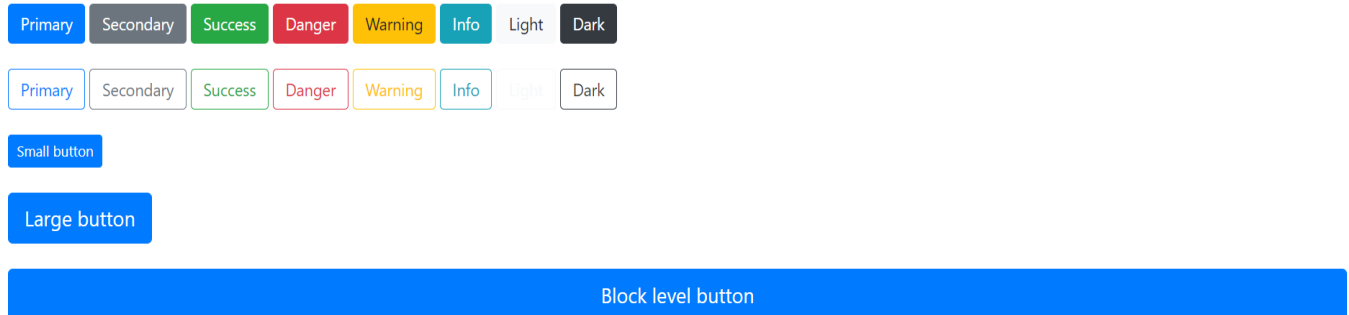 Primary Secondary Success Danger Warning Info Light Dark
Primary Secondary Success Danger Warning Info Light Dark
Small button
Large button
Block level button